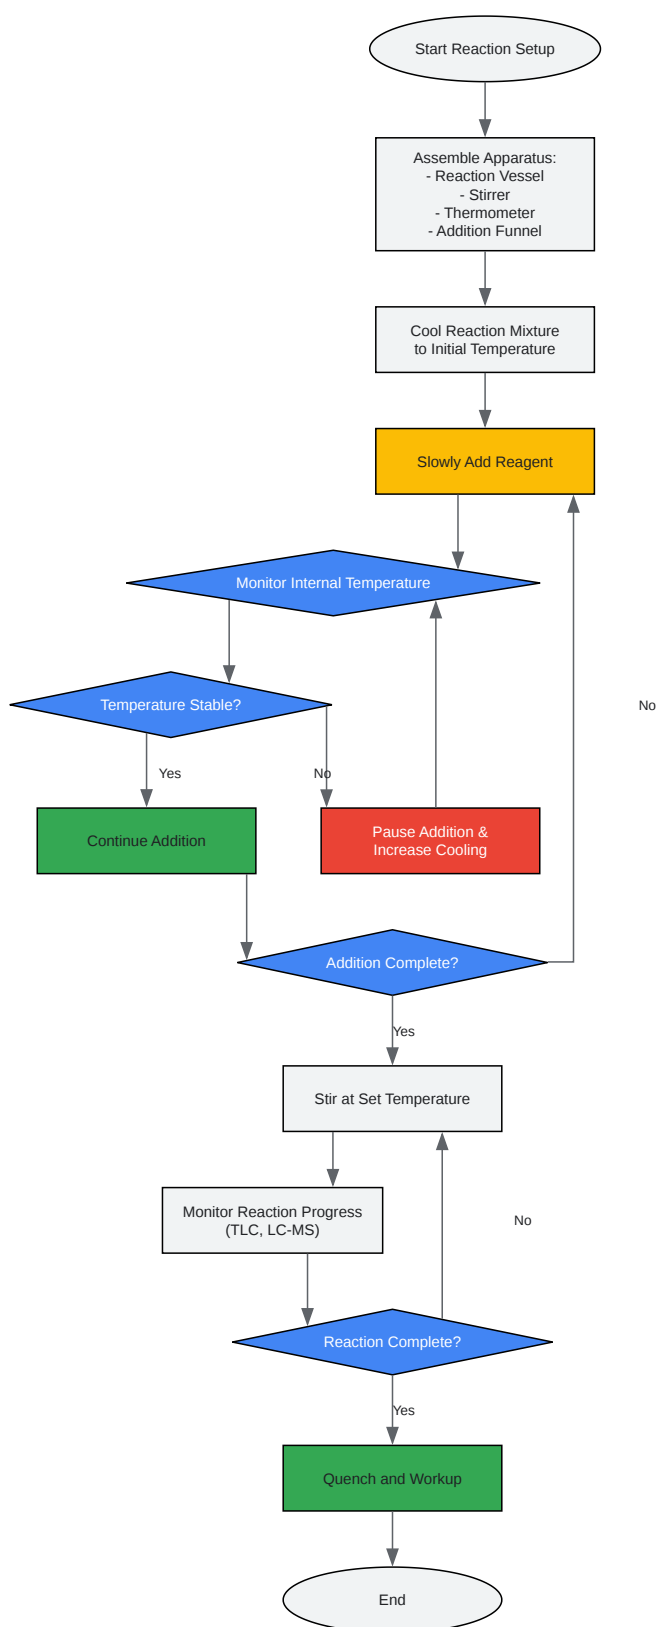 Start Reaction Setup
Assemble Apparatus:
- Reaction Vessel
- Stirrer
- Thermometer
- Addition Funnel
Cool Reaction Mixture
to Initial Temperature
Slowly Add Reagent
Monitor Internal Temperature
Temperature Stable?
No
Yes
No
Continue Addition
Pause Addition &
Increase Cooling
Addition Complete?
Yes
Stir at Set Temperature
Monitor Reaction Progress
(TLC, LC-MS)
No
Reaction Complete?
Yes
Quench and Workup
End